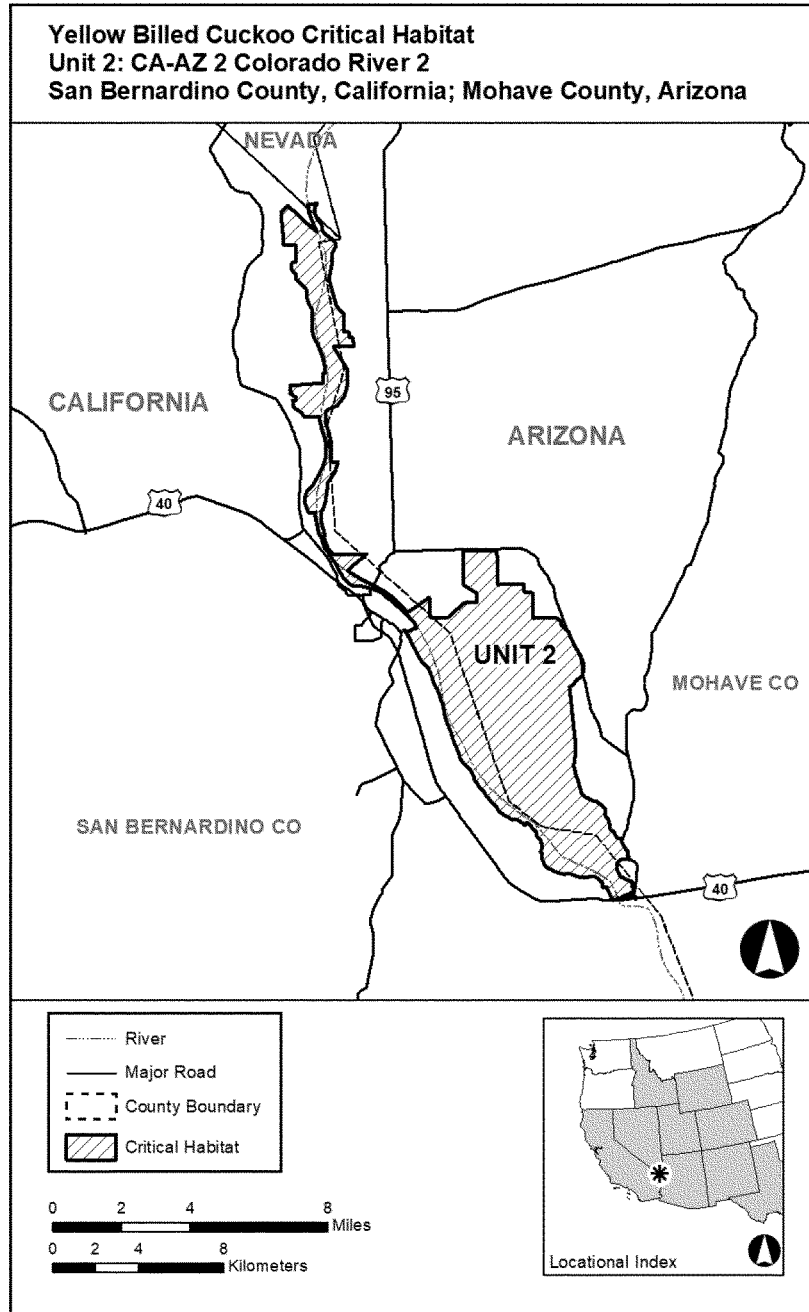 Yellow Billed Cuckoo Critical Habitat
Unit 2: CA-AZ 2 Colorado River 2
San Bernardino County, California; Mohave County, Arizona
NEVADA
CALIFORNIA
95
ARIZONA
40
UNIT 2
MOHAVE CO
SAN BERNARDINO CO
40
River
Major Road
County Boundary
Critical Habitat
0 2 4 8
Miles
0 2 4 8
Kilometers
Locational Index